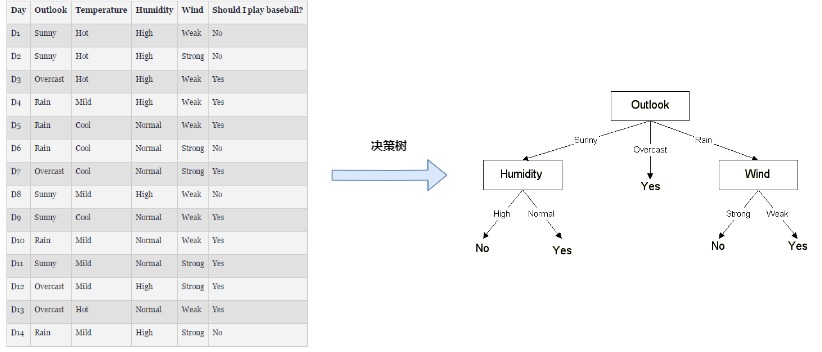 Day Outlook Temperature Humidity Wind Should I play baseball?
D1 Sunny Hot High Weak No
D2 Sunny Hot High Strong No
D3 Overcast Hot High Weak Yes
D4 Rain Mild High Weak Yes
D5 Rain Cool Normal Weak Yes
D6 Rain Cool Normal Strong No
D7 Overcast Cool Normal Strong Yes
D8 Sunny Mild High Weak No
D9 Sunny Cool Normal Weak Yes
D10 Rain Mild Normal Weak Yes
D11 Sunny Mild Normal Strong Yes
D12 Overcast Mild High Strong Yes
D13 Overcast Hot Normal Weak Yes
D14 Rain Mild High Strong No
决策树
Outlook
Sunny Overcast Rain
Humidity Yes Wind
High Normal Strong Weak
No Yes No Yes